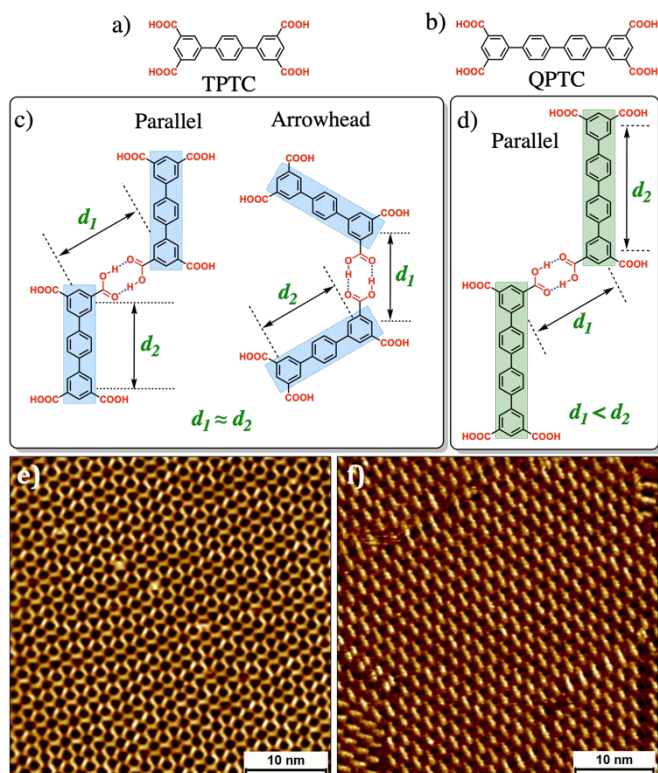 a)
HOOC COOH
HOOC COOH
TPTC
b)
HOOC COOH
HOOC COOH
QPTC
c)
Parallel
HOOC COOH
d₁
O H O
O H O
COOH
HOOC
d₂
HOOC COOH
Arrowhead
COOH
HOOC
COOH
O O
H H
O O
d₂
d₁
HOOC
COOH
COOH
d₁ ≈ d₂
d)
Parallel
HOOC COOH
d₂
O H O
O H O
COOH
HOOC
d₁
HOOC COOH
d₁ < d₂
e)
10 nm
f)
10 nm